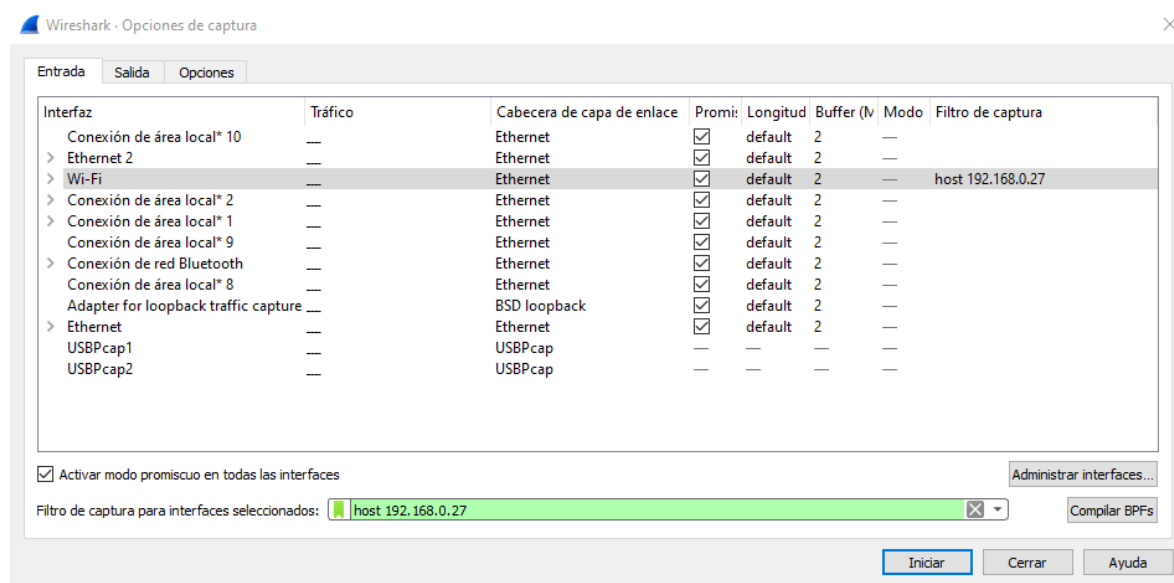 Wireshark · Opciones de captura
Entrada Salida Opciones
Interfaz Tráfico Cabecera de capa de enlace Promi: Longitud Buffer (M Modo Filtro de captura
Conexión de área local* 10 Ethernet default 2 —
Ethernet 2 Ethernet default 2 —
Wi-Fi Ethernet default 2 — host 192.168.0.27
Conexión de área local* 2 Ethernet default 2 —
Conexión de área local* 1 Ethernet default 2 —
Conexión de área local* 9 Ethernet default 2 —
Conexión de red Bluetooth Ethernet default 2 —
Conexión de área local* 8 Ethernet default 2 —
Adapter for loopback traffic capture BSD loopback default 2 —
Ethernet Ethernet default 2 —
USBPcap1 USBPcap — — — —
USBPcap2 USBPcap — — — —
Activar modo promiscuo en todas las interfaces Administrar interfaces...
Filtro de captura para interfaces seleccionados: host 192.168.0.27 Compilar BPFs
Iniciar Cerrar Ayuda